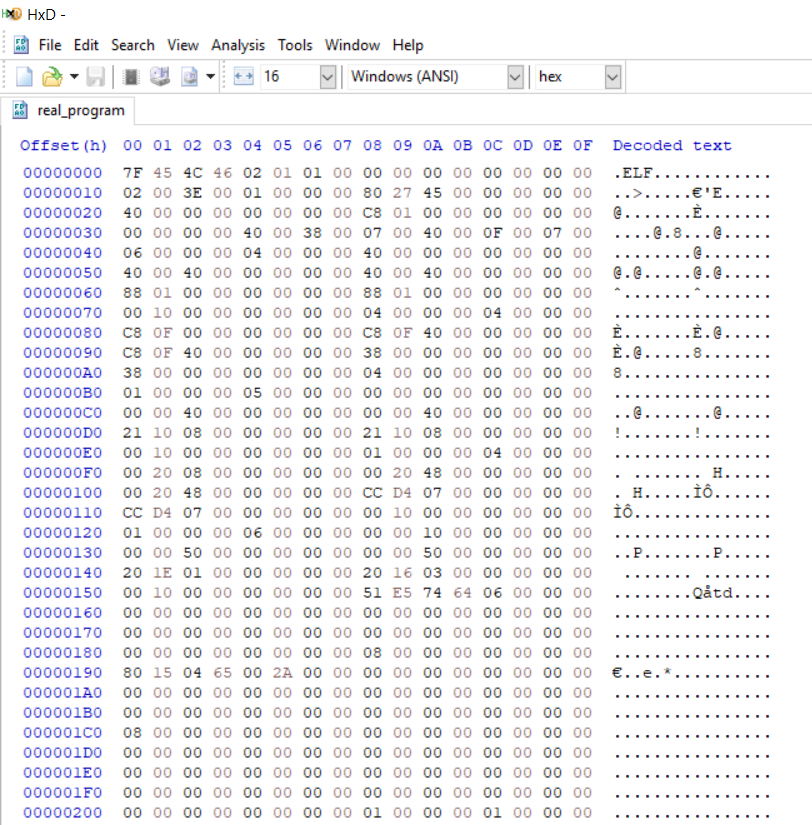 HxD -
File Edit Search View Analysis Tools Window Help
16 Windows (ANSI) hex
real_program
Offset(h) 00 01 02 03 04 05 06 07 08 09 0A 0B 0C 0D 0E 0F Decoded text
00000000 7F 45 4C 46 02 01 01 00 00 00 00 00 00 00 00 00 .ELF............
00000010 02 00 3E 00 01 00 00 00 80 27 45 00 00 00 00 00 ..>.....€'E.....
00000020 40 00 00 00 00 00 00 00 C8 01 00 00 00 00 00 00 @.......È.......
00000030 00 00 00 00 40 00 38 00 07 00 40 00 0F 00 07 00 ....@.8...@.....
00000040 06 00 00 00 04 00 00 00 40 00 00 00 00 00 00 00 ........@.......
00000050 40 00 40 00 00 00 00 00 40 00 40 00 00 00 00 00 @.@.....@.@.....
00000060 88 01 00 00 00 00 00 00 88 01 00 00 00 00 00 00 ˆ.......ˆ.......
00000070 00 10 00 00 00 00 00 00 04 00 00 00 04 00 00 00 ................
00000080 C8 0F 00 00 00 00 00 00 C8 0F 40 00 00 00 00 00 È.......È.@.....
00000090 C8 0F 40 00 00 00 00 00 38 00 00 00 00 00 00 00 È.@.....8.......
000000A0 38 00 00 00 00 00 00 00 04 00 00 00 00 00 00 00 8...............
000000B0 01 00 00 00 05 00 00 00 00 00 00 00 00 00 00 00 ................
000000C0 00 00 40 00 00 00 00 00 00 00 40 00 00 00 00 00 ..@.......@.....
000000D0 21 10 08 00 00 00 00 00 21 10 08 00 00 00 00 00 !.......!.......
000000E0 00 10 00 00 00 00 00 00 01 00 00 00 04 00 00 00 ................
000000F0 00 20 08 00 00 00 00 00 00 20 48 00 00 00 00 00 . ....... H.....
00000100 00 20 48 00 00 00 00 00 CC D4 07 00 00 00 00 00 . H.....ÌÔ......
00000110 CC D4 07 00 00 00 00 00 00 10 00 00 00 00 00 00 ÌÔ..............
00000120 01 00 00 00 06 00 00 00 00 00 10 00 00 00 00 00 ................
00000130 00 00 50 00 00 00 00 00 00 00 50 00 00 00 00 00 ..P.......P.....
00000140 20 1E 01 00 00 00 00 00 20 16 03 00 00 00 00 00  ....... .......
00000150 00 10 00 00 00 00 00 00 51 E5 74 64 06 00 00 00 ........Qåtd....
00000160 00 00 00 00 00 00 00 00 00 00 00 00 00 00 00 00 ................
00000170 00 00 00 00 00 00 00 00 00 00 00 00 00 00 00 00 ................
00000180 00 00 00 00 00 00 00 00 08 00 00 00 00 00 00 00 ................
00000190 80 15 04 65 00 2A 00 00 00 00 00 00 00 00 00 00 €..e.*..........
000001A0 00 00 00 00 00 00 00 00 00 00 00 00 00 00 00 00 ................
000001B0 00 00 00 00 00 00 00 00 00 00 00 00 00 00 00 00 ................
000001C0 08 00 00 00 00 00 00 00 00 00 00 00 00 00 00 00 ................
000001D0 00 00 00 00 00 00 00 00 00 00 00 00 00 00 00 00 ................
000001E0 00 00 00 00 00 00 00 00 00 00 00 00 00 00 00 00 ................
000001F0 00 00 00 00 00 00 00 00 00 00 00 00 00 00 00 00 ................
00000200 00 00 00 00 00 00 00 00 01 00 00 00 01 00 00 00 ................